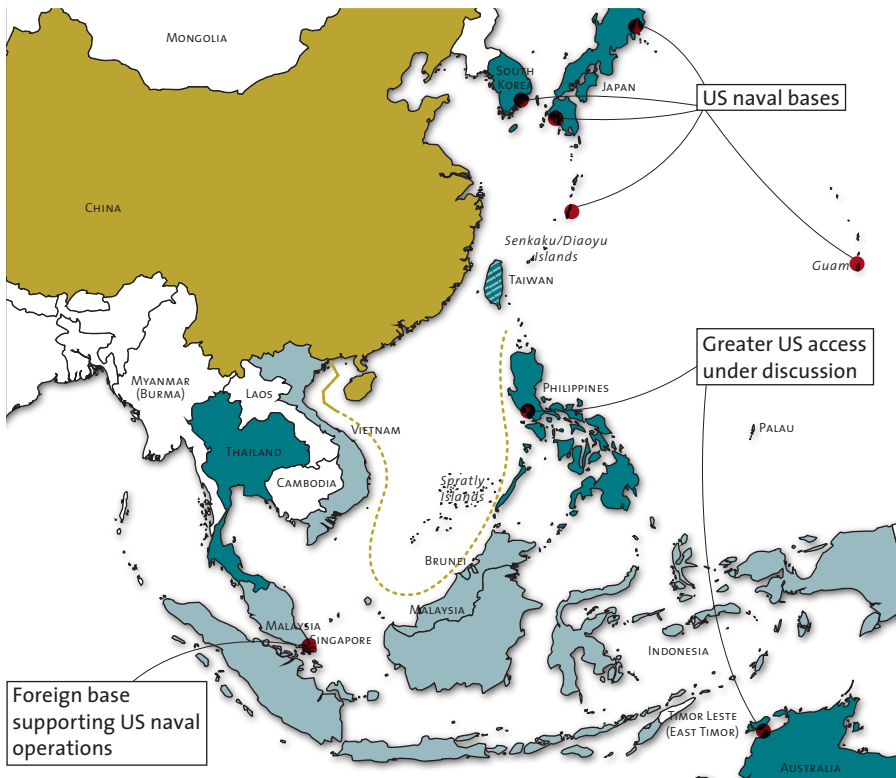 Mongolia
South
Korea
Japan
US naval bases
China
Senkaku/Diaoyu
Islands
Guam
Taiwan
Greater US access
under discussion
Myanmar
(Burma)
Laos
Philippines
Vietnam
Palau
Thailand
Cambodia
Spratly
Islands
Brunei
Malaysia
Malaysia
Singapore
Indonesia
Foreign base
supporting US naval
operations
Timor Leste
(East Timor)
Australia